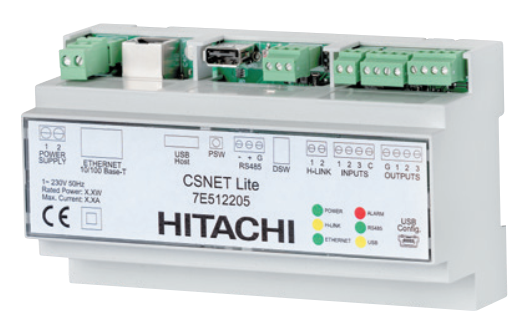 1 2
POWER
SUPPLY
ETHERNET
10/100 Base-T
USB
Host
PSW
- + G
RS485
DSW
1 2
H-LINK
1 2 3 C
INPUTS
G 1 2 3
OUTPUTS
1~ 230V 50Hz
Rated Power: X.XW
Max. Current: X.XA
CE
CSNET Lite
7E512205
HITACHI
POWER
H-LINK
ETHERNET
ALARM
RS485
USB
USB
Config.